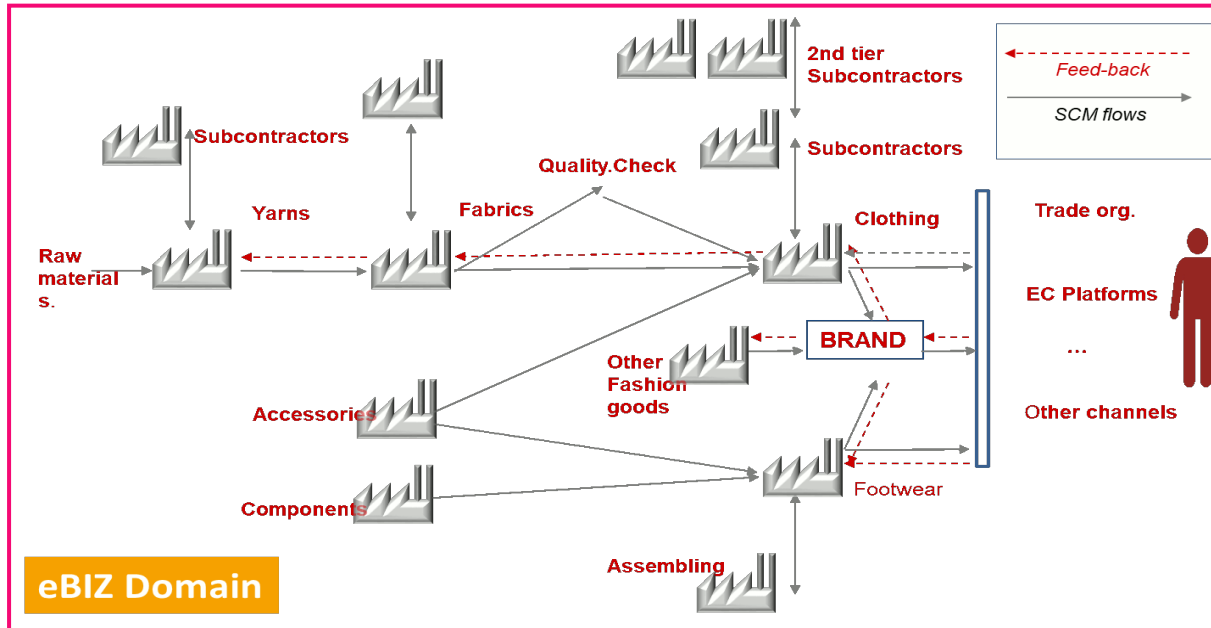 2nd tier
Subcontractors
Feed-back
SCM flows
Subcontractors
Subcontractors
Quality.Check
Yarns
Fabrics
Clothing
Trade org.
Raw
material
s.
EC Platforms
BRAND
...
Other
Fashion
goods
Accessories
Other channels
Components
Footwear
Assembling
eBIZ Domain